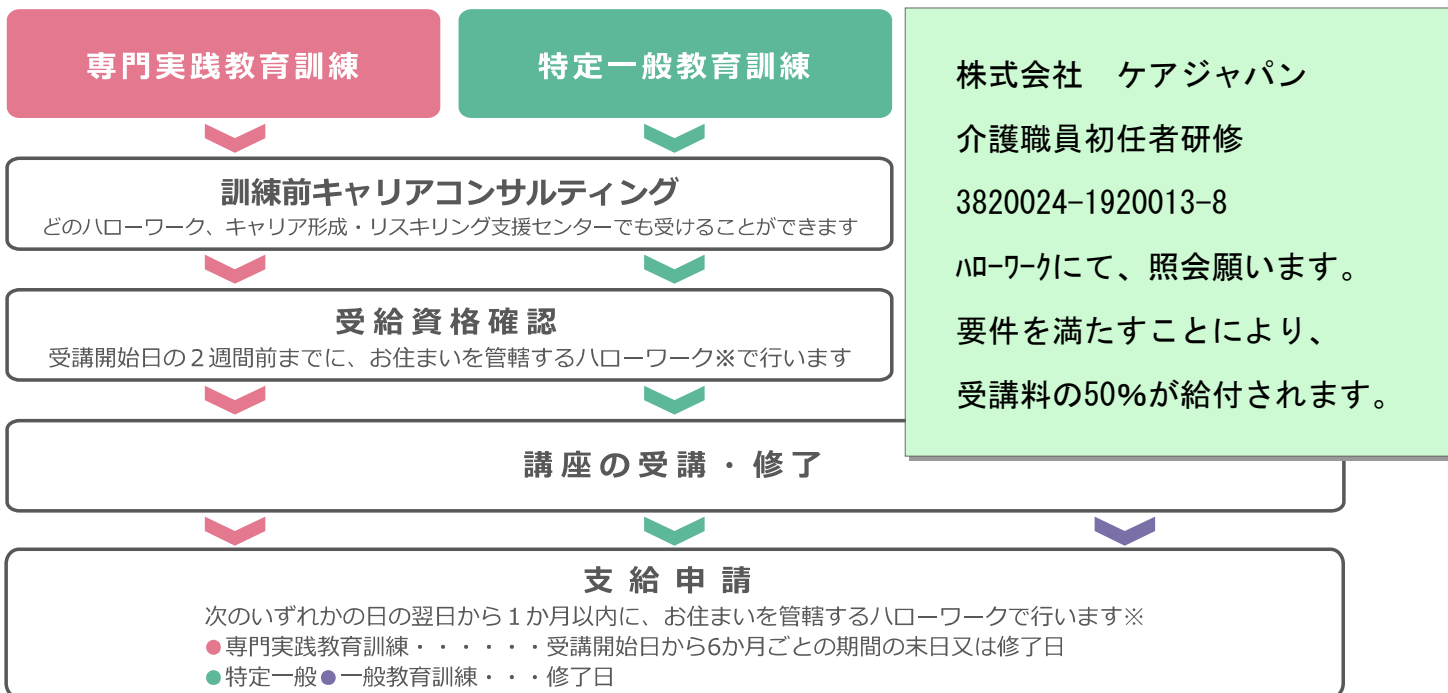 専門実践教育訓練
特定一般教育訓練
訓練前キャリアコンサルティング
どのハローワーク、キャリア形成・リスキリング支援センターでも受けることができます
受給資格確認
受講開始日の２週間前までに、お住まいを管轄するハローワーク※で行います
講座の受講・修了
支給申請
次のいずれかの日の翌日から１か月以内に、お住まいを管轄するハローワークで行います※
●専門実践教育訓練・・・・・・受講開始日から6か月ごとの期間の末日又は修了日
●特定一般●一般教育訓練・・・修了日
株式会社　ケアジャパン
介護職員初任者研修
3820024-1920013-8
ﾊﾛｰﾜｰｸにて、照会願います。
要件を満たすことにより、
受講料の50%が給付されます。